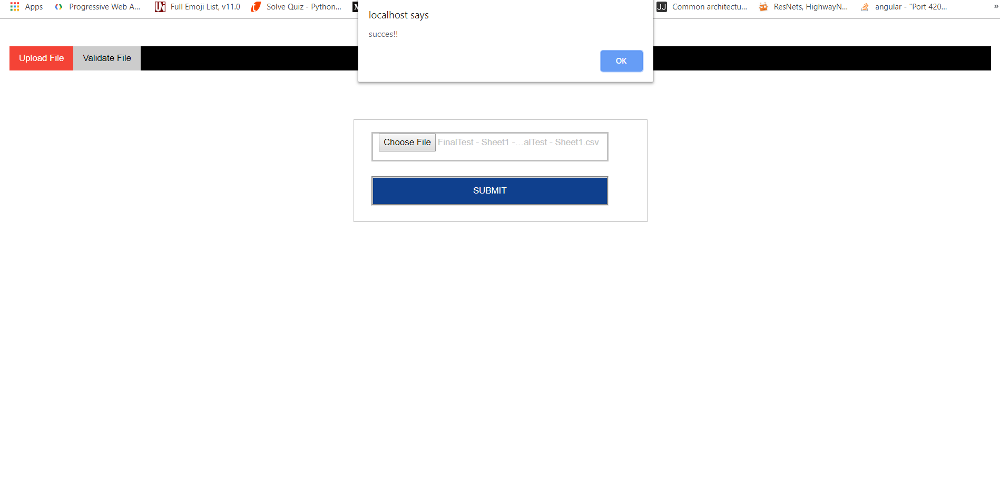 Apps Progressive Web A... Full Emoji List, v11.0 Solve Quiz - Python... Common architectu... ResNets, HighwayN... angular - "Port 420... »
localhost says
succes!!
OK
Upload File Validate File
Choose File FinalTest - Sheet1 -...alTest - Sheet1.csv
SUBMIT